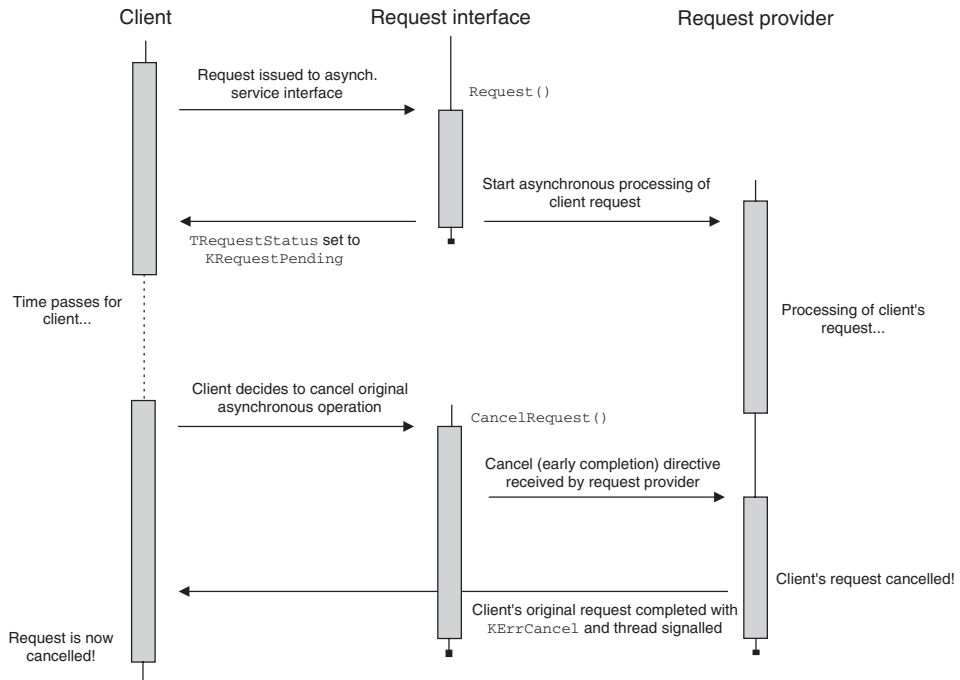 Client
Request interface
Request provider
Request issued to asynch.
service interface
Request()
Start asynchronous processing of
client request
TRequestStatus set to
KRequestPending
Time passes for
client...
Processing of client's
request...
Client decides to cancel original
asynchronous operation
CancelRequest()
Cancel (early completion) directive
received by request provider
Client's request cancelled!
Client's original request completed with
KErrCancel and thread signalled
Request is now
cancelled!